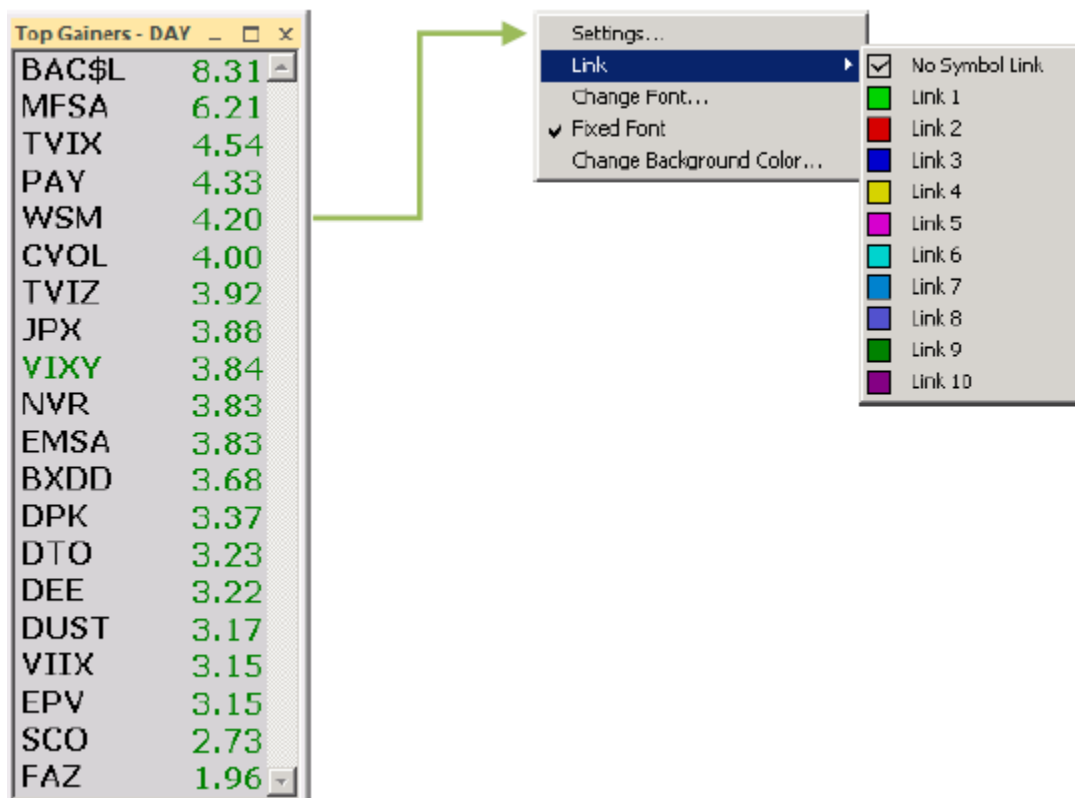 Top Gainers - DAY
BAC$L 8.31
MFSA 6.21
TVIX 4.54
PAY 4.33
WSM 4.20
CVOL 4.00
TVIZ 3.92
JPX 3.88
VIXY 3.84
NVR 3.83
EMSA 3.83
BXDD 3.68
DPK 3.37
DTO 3.23
DEE 3.22
DUST 3.17
VIIX 3.15
EPV 3.15
SCO 2.73
FAZ 1.96
Settings...
Link
Change Font...
Fixed Font
Change Background Color...
No Symbol Link
Link 1
Link 2
Link 3
Link 4
Link 5
Link 6
Link 7
Link 8
Link 9
Link 10